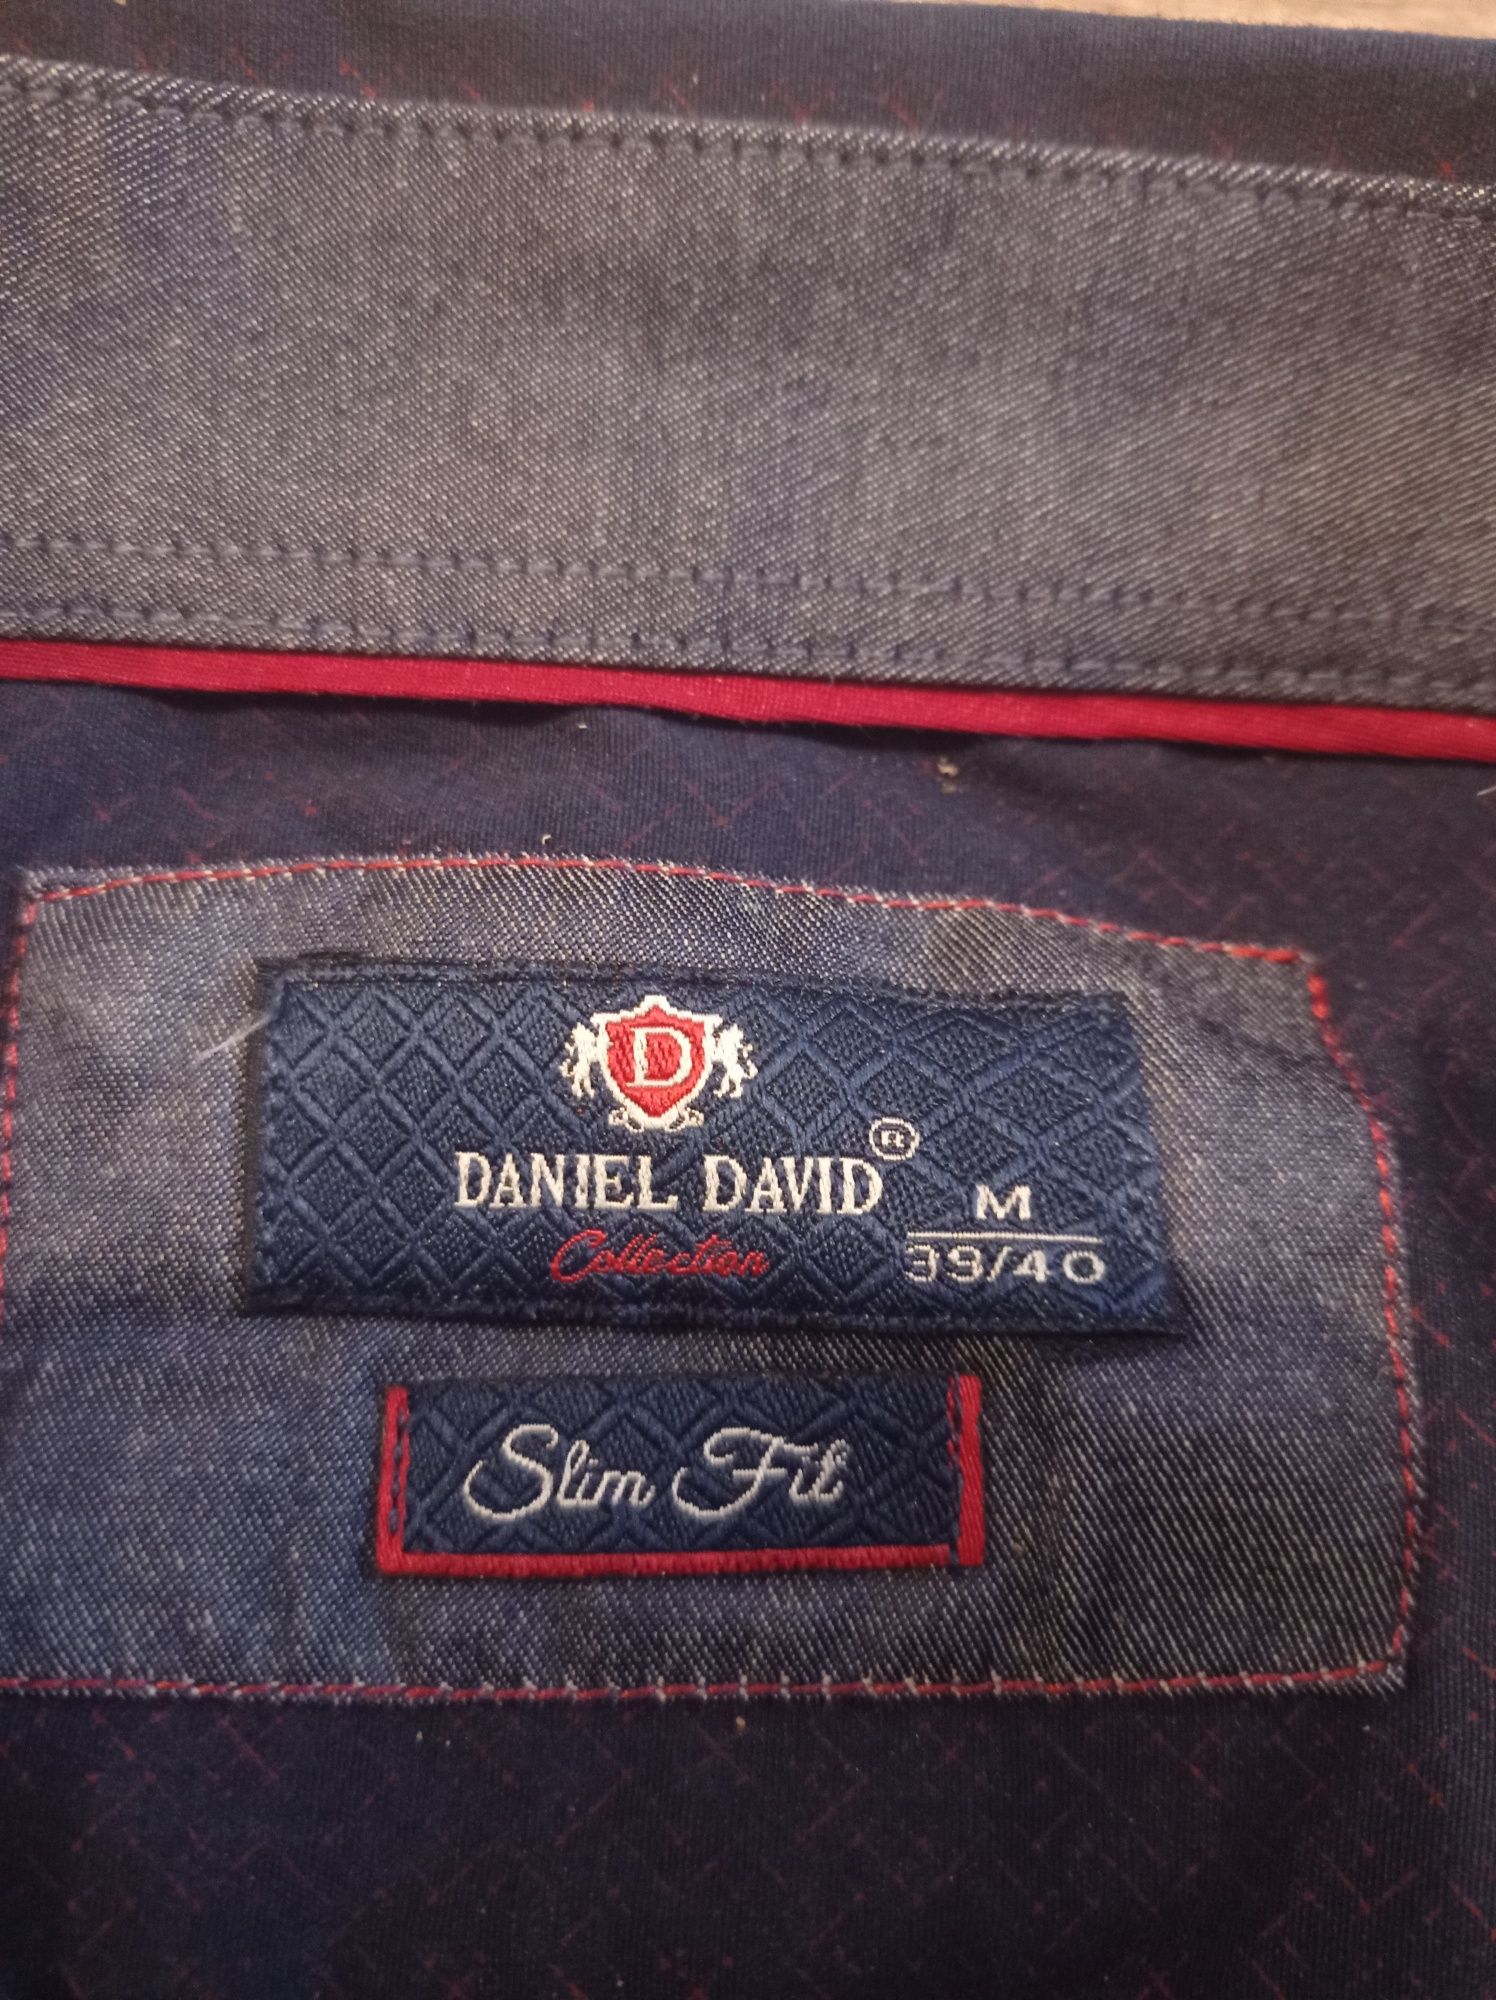 D
DANIEL DAVID ®
Collection
M
39/40
Slim Fit